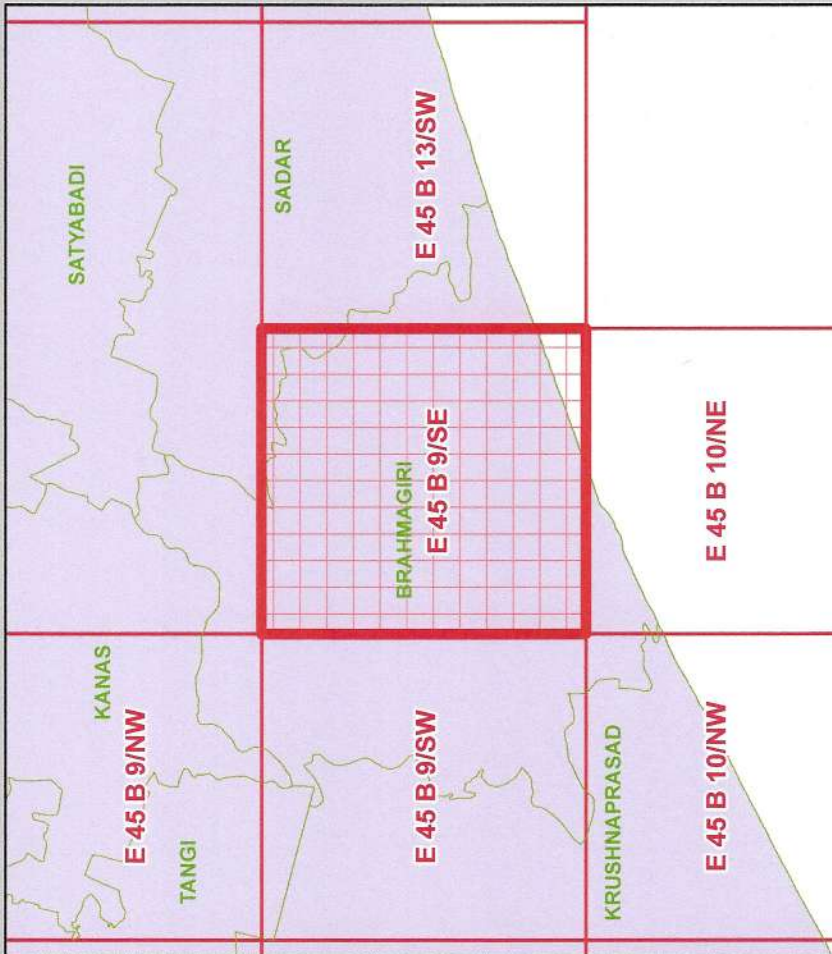 SATYABADI
SADAR
E 45 B 13/SW
KANAS
E 45 B 9/NW
TANGI
BRAHMAGIRI
E 45 B 9/SE
E 45 B 9/SW
E 45 B 10/NE
KRUSHNAPRASAD
E 45 B 10/NW